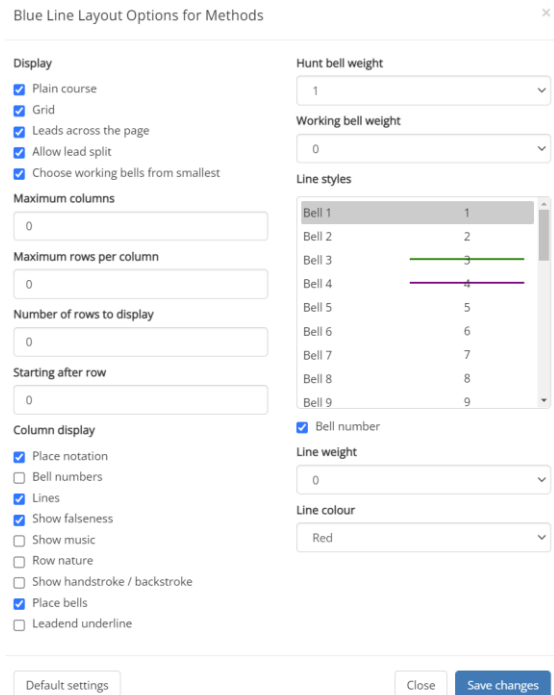 Blue Line Layout Options for Methods
×
Display
Plain course
Grid
Leads across the page
Allow lead split
Choose working bells from smallest
Maximum columns
0
Maximum rows per column
0
Number of rows to display
0
Starting after row
0
Column display
Place notation
Bell numbers
Lines
Show falseness
Show music
Row nature
Show handstroke / backstroke
Place bells
Leadend underline
Hunt bell weight
1
Working bell weight
0
Line styles
Bell 1 1
Bell 2 2
Bell 3 3
Bell 4 4
Bell 5 5
Bell 6 6
Bell 7 7
Bell 8 8
Bell 9 9
Bell number
Line weight
0
Line colour
Red
Default settings
Close
Save changes